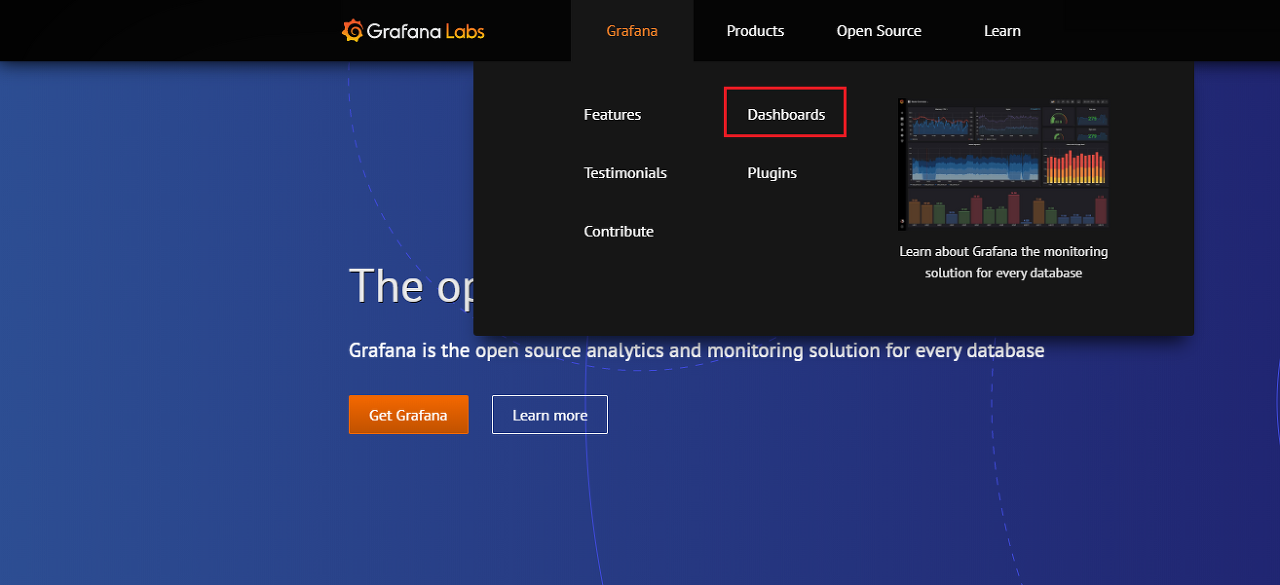 Grafana Labs
Grafana
Products
Open Source
Learn
Features
Dashboards
Testimonials
Plugins
Contribute
Learn about Grafana the monitoring
solution for every database
The op
Grafana is the open source analytics and monitoring solution for every database
Get Grafana
Learn more